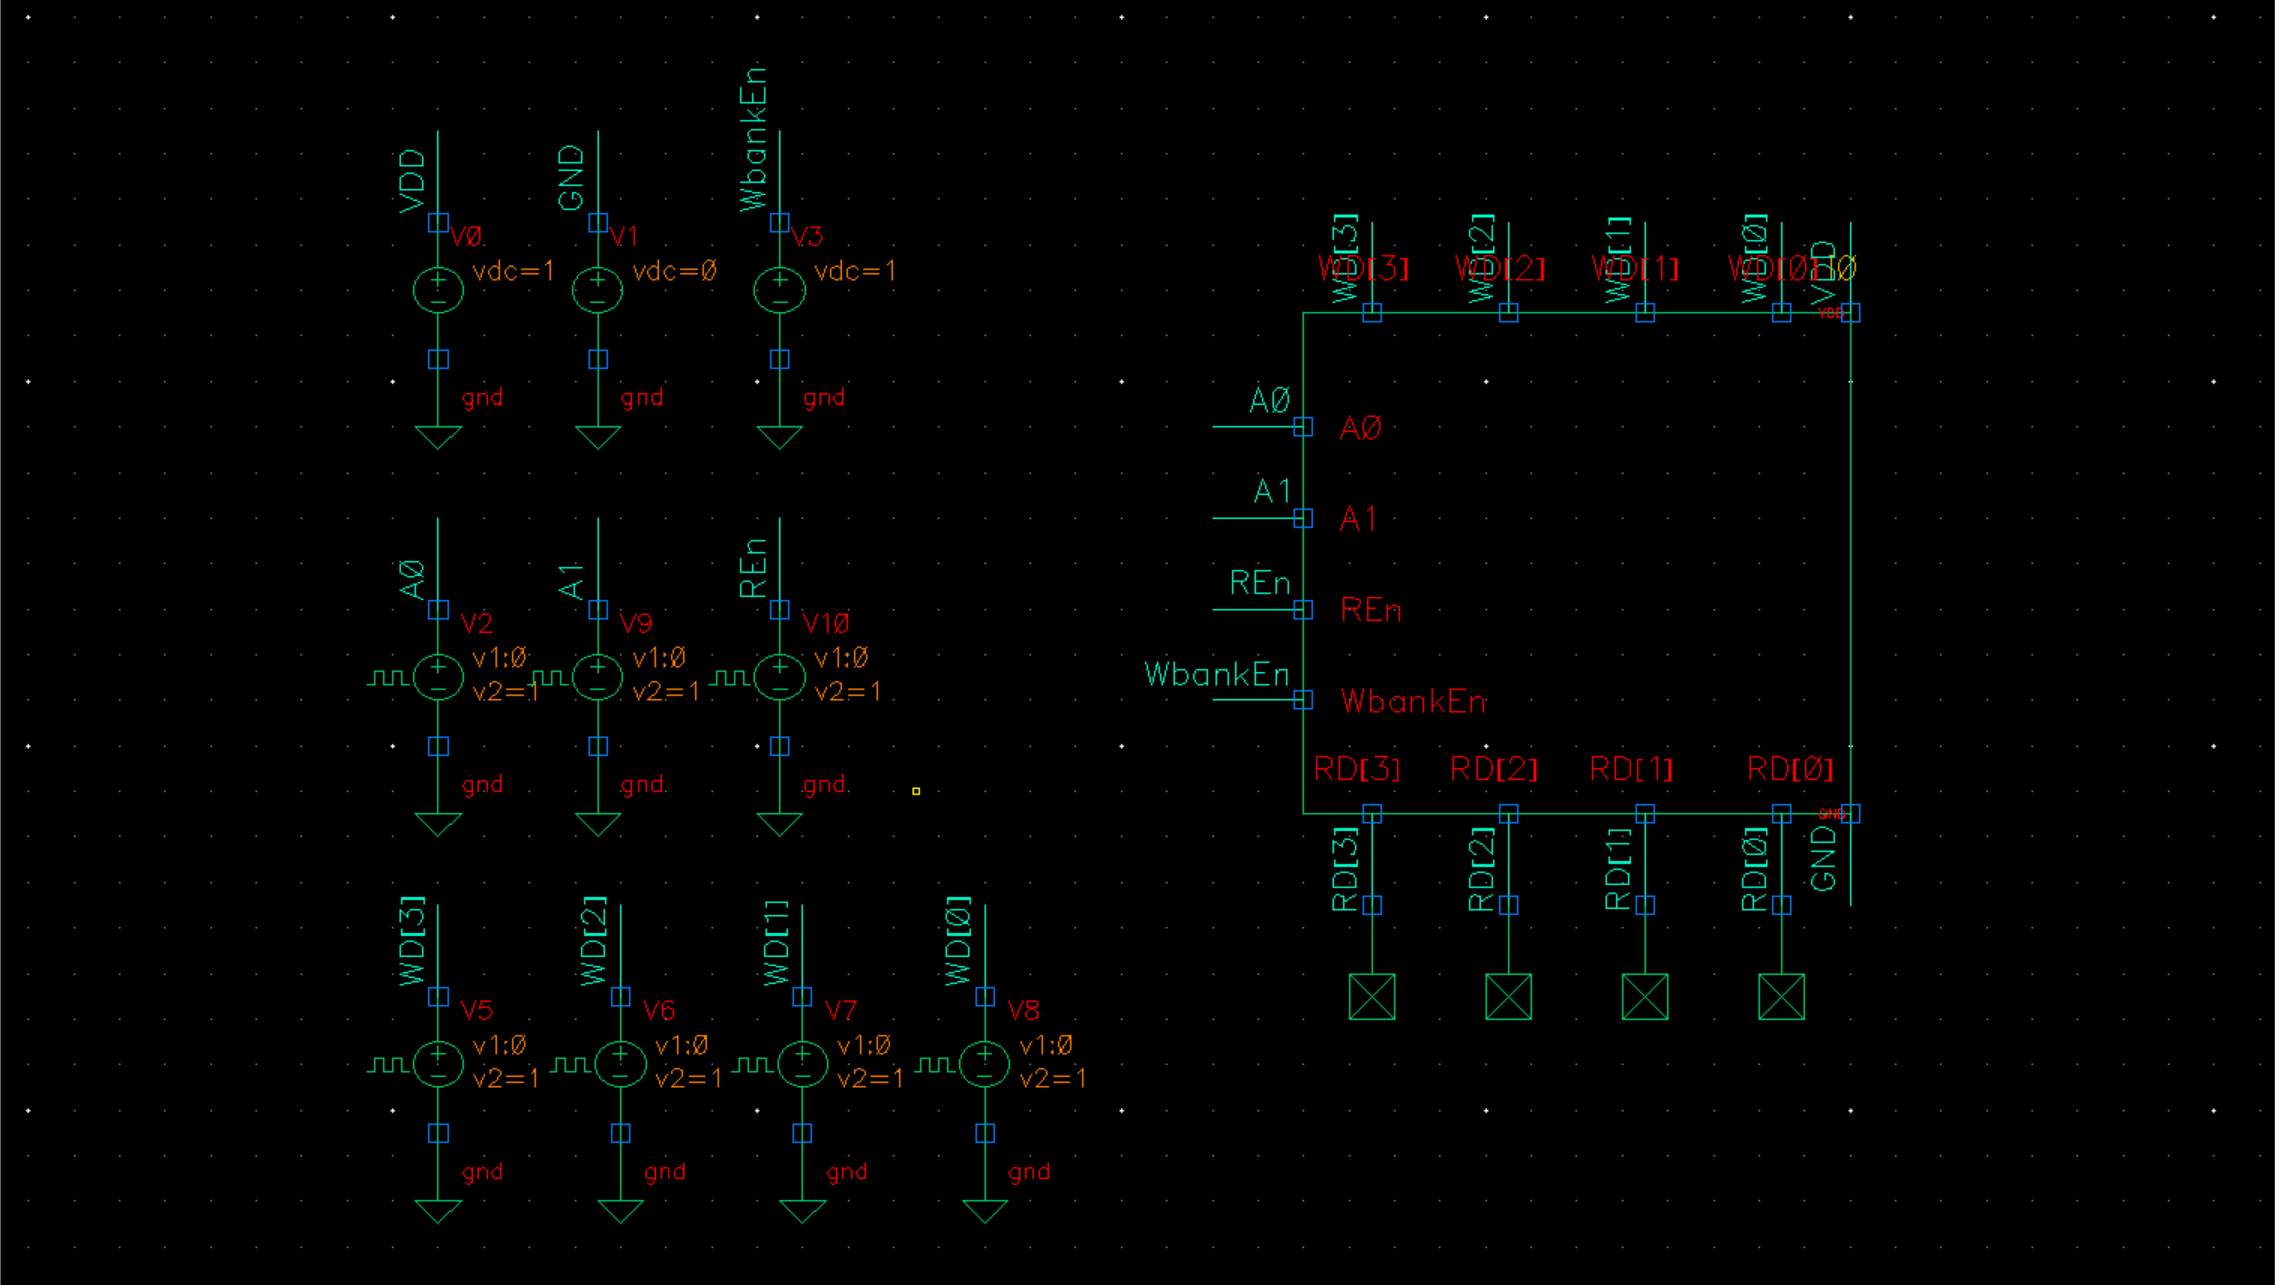 VDD
GND
WbankEn
V0
V1
V3
vdc=1
vdc=0
vdc=1
gnd
gnd
gnd
A0
A1
REn
V2
V9
V10
v1:0
v1:0
v1:0
v2=1
v2=1
v2=1
gnd
gnd
gnd
WD[3]
WD[2]
WD[1]
WD[0]
V5
V6
V7
V8
v1:0
v1:0
v1:0
v1:0
v2=1
v2=1
v2=1
v2=1
gnd
gnd
gnd
gnd
WD[3]
WD[2]
WD[1]
WD[0]
VDD
WD[3]
WD[2]
WD[1]
WD[0]
VDD
A0
A0
A1
A1
REn
REn
WbankEn
WbankEn
RD[3]
RD[2]
RD[1]
RD[0]
GND
RD[3]
RD[2]
RD[1]
RD[0]
GND